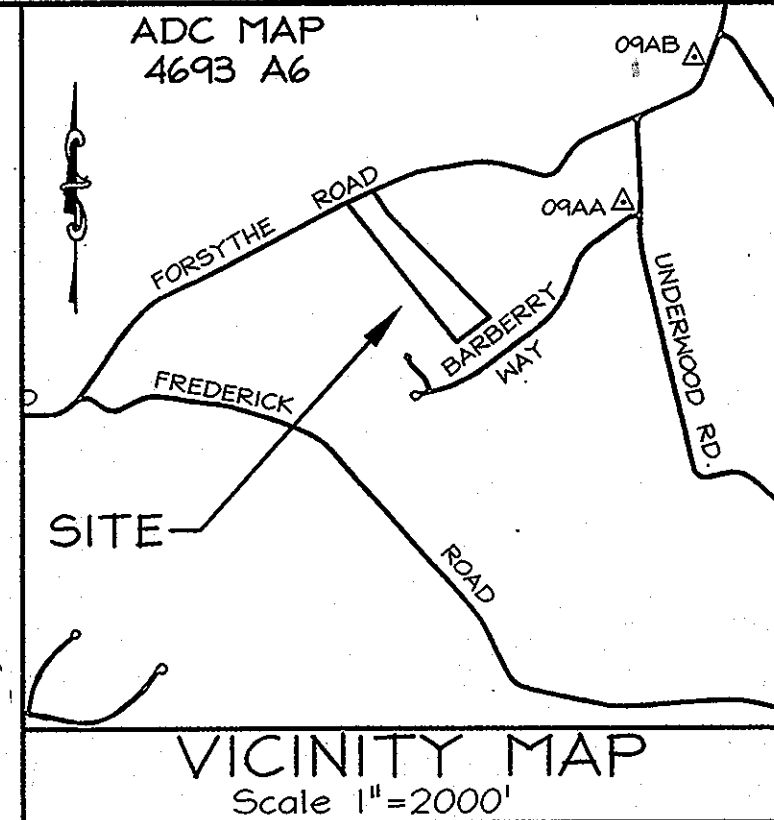 ADC MAP
4693 A6
09AB
FORSYTHE ROAD
09AA
BARBERRY
WAY
UNDERWOOD RD.
FREDERICK
ROAD
SITE
VICINITY MAP
Scale 1"=2000'